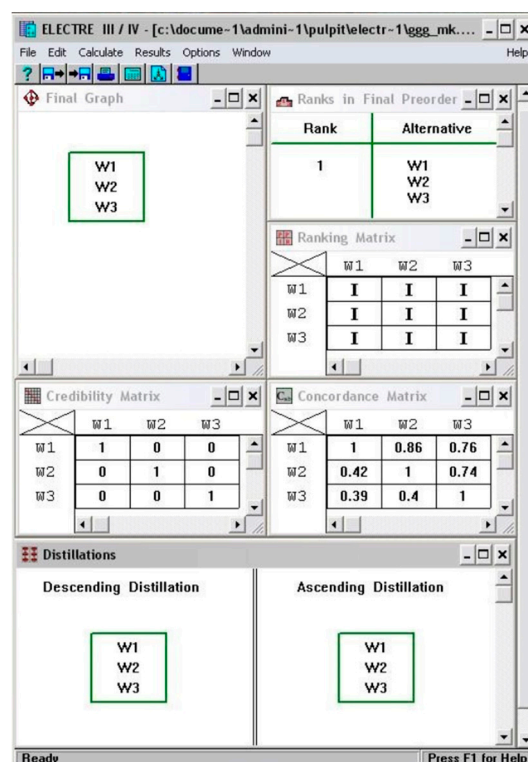 ELECTRE III / IV - [c:\docume~1\admini~1\pulpit\electr~1\ggg_mk....
File Edit Calculate Results Options Window Help
Final Graph
W1
W2
W3
Ranks in Final Preorder
Rank Alternative
1 W1
W2
W3
Ranking Matrix
W1 W2 W3
W1 I I I
W2 I I I
W3 I I I
Credibility Matrix
W1 W2 W3
W1 1 0 0
W2 0 1 0
W3 0 0 1
Concordance Matrix
W1 W2 W3
W1 1 0.86 0.76
W2 0.42 1 0.74
W3 0.39 0.4 1
Distillations
Descending Distillation
W1
W2
W3
Ascending Distillation
W1
W2
W3
Ready Press F1 for Help